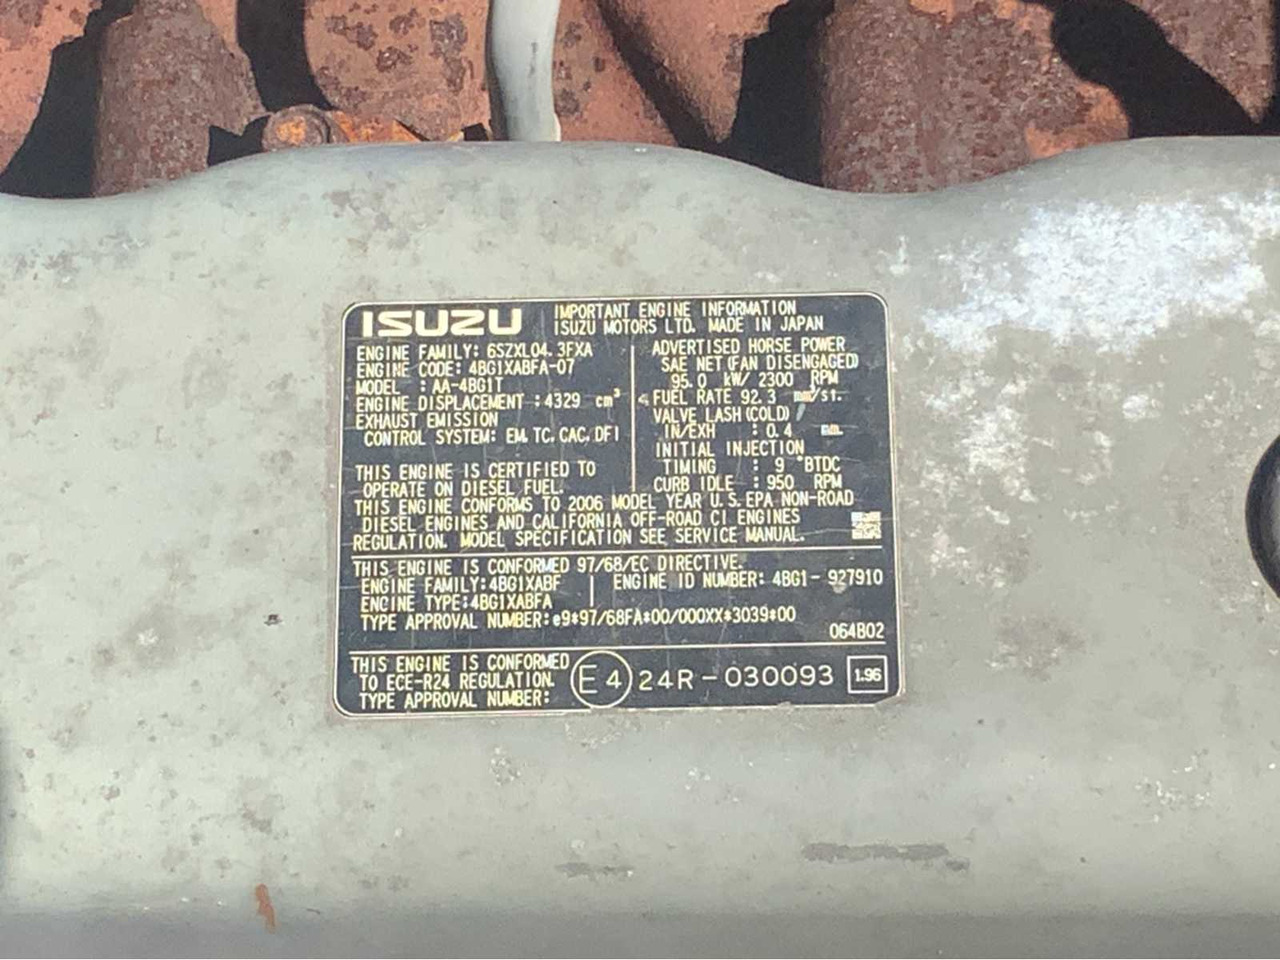 ISUZU
IMPORTANT ENGINE INFORMATION
ISUZU MOTORS LTD. MADE IN JAPAN
ENGINE FAMILY: 6SZXL04.3FXA
ENGINE CODE: 4BG1XABFA-07
MODEL : AA-4BG1T
ENGINE DISPLACEMENT : 4329 cm³
EXHAUST EMISSION
CONTROL SYSTEM: EM, TC, CAC, DFI
THIS ENGINE IS CERTIFIED TO
OPERATE ON DIESEL FUEL.
ADVERTISED HORSE POWER
SAE NET (FAN DISENGAGED)
95.0 kW/ 2300 RPM
FUEL RATE 92.3 mm³/st.
VALVE LASH (COLD)
IN/EXH : 0.4 mm.
INITIAL INJECTION
TIMING : 9 °BTDC
CURB IDLE : 950 RPM
THIS ENGINE CONFORMS TO 2006 MODEL YEAR U.S. EPA NON-ROAD
DIESEL ENGINES AND CALIFORNIA OFF-ROAD CI ENGINES
REGULATION. MODEL SPECIFICATION SEE SERVICE MANUAL.
THIS ENGINE IS CONFORMED 97/68/EC DIRECTIVE.
ENGINE FAMILY:4BG1XABF
ENGINE ID NUMBER: 4BG1- 927910
ENGINE TYPE:4BG1XABFA
TYPE APPROVAL NUMBER:e9*97/68FA*00/000XX*3039*00
064B02
THIS ENGINE IS CONFORMED
TO ECE-R24 REGULATION.
TYPE APPROVAL NUMBER:
E4 24R-030093 1.96